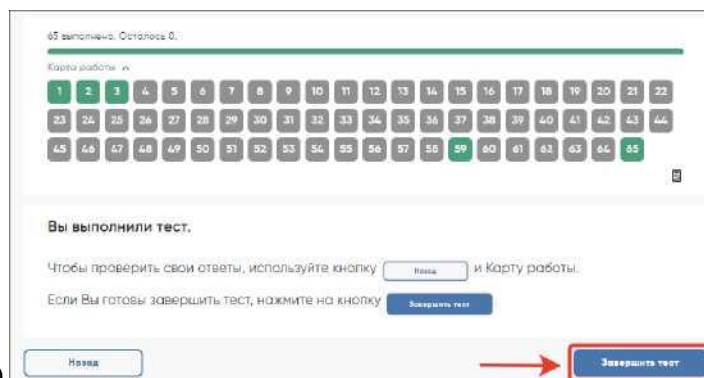 65 выполнено. Осталось 0.
Карта работы
1 2 3 4 5 6 7 8 9 10 11 12 13 14 15 16 17 18 19 20 21 22
23 24 25 26 27 28 29 30 31 32 33 34 35 36 37 38 39 40 41 42 43 44
45 46 47 48 49 50 51 52 53 54 55 56 57 58 59 60 61 62 63 64 65
Вы выполнили тест.
Чтобы проверить свои ответы, используйте кнопку Назад и Карту работы.
Если Вы готовы завершить тест, нажмите на кнопку Завершить тест
Назад Завершить тест